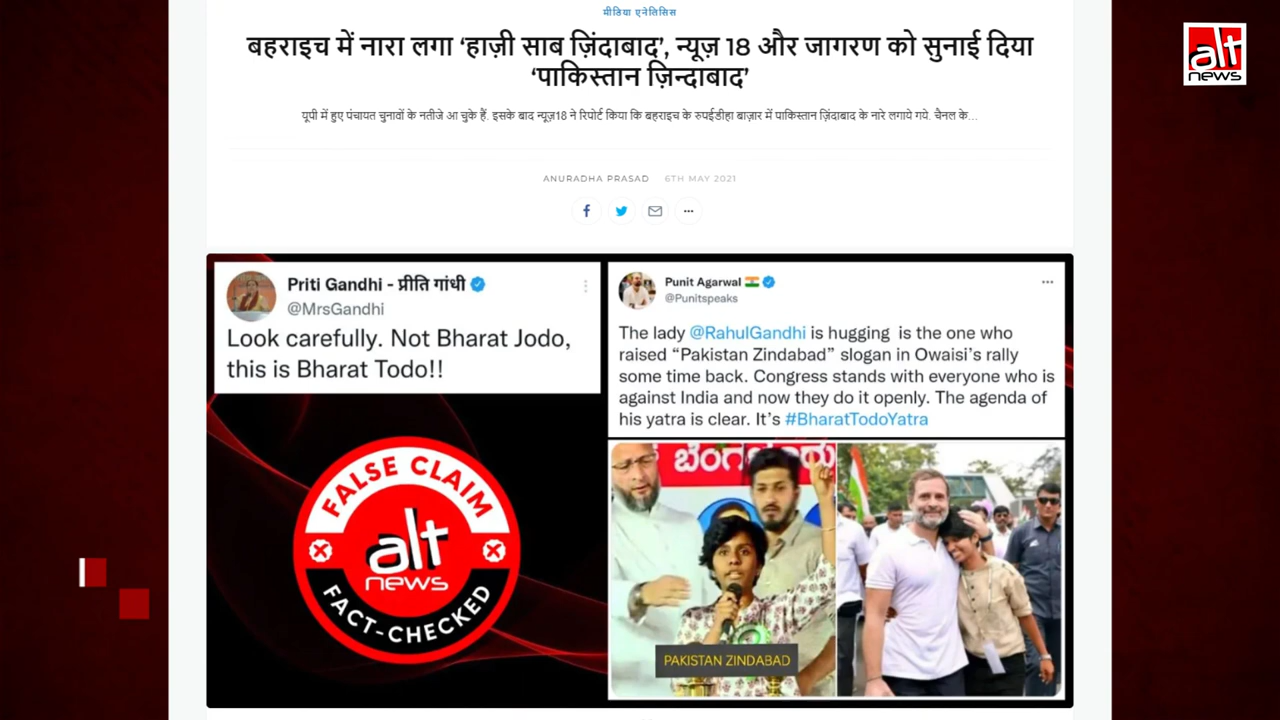 मीडिया एनेलिसिस
बहराइच में नारा लगा ‘हाज़ी साब ज़िंदाबाद’, न्यूज़ 18 और जागरण को सुनाई दिया
‘पाकिस्तान ज़िन्दाबाद’
यूपी में हुए पंचायत चुनावों के नतीजे आ चुके हैं. इसके बाद न्यूज़18 ने रिपोर्ट किया कि बहराइच के रुपईडीहा बाज़ार में पाकिस्तान ज़िंदाबाद के नारे लगाये गये. चैनल के...
ANURADHA PRASAD 6TH MAY 2021
alt
news
Priti Gandhi - प्रीति गांधी
@MrsGandhi
Look carefully. Not Bharat Jodo,
this is Bharat Todo!!
FALSE CLAIM
alt
news
FACT-CHECKED
Punit Agarwal
@Punitspeaks
The lady @RahulGandhi is hugging is the one who
raised “Pakistan Zindabad” slogan in Owaisi’s rally
some time back. Congress stands with everyone who is
against India and now they do it openly. The agenda of
his yatra is clear. It’s #BharatTodoYatra
PAKISTAN ZINDABAD